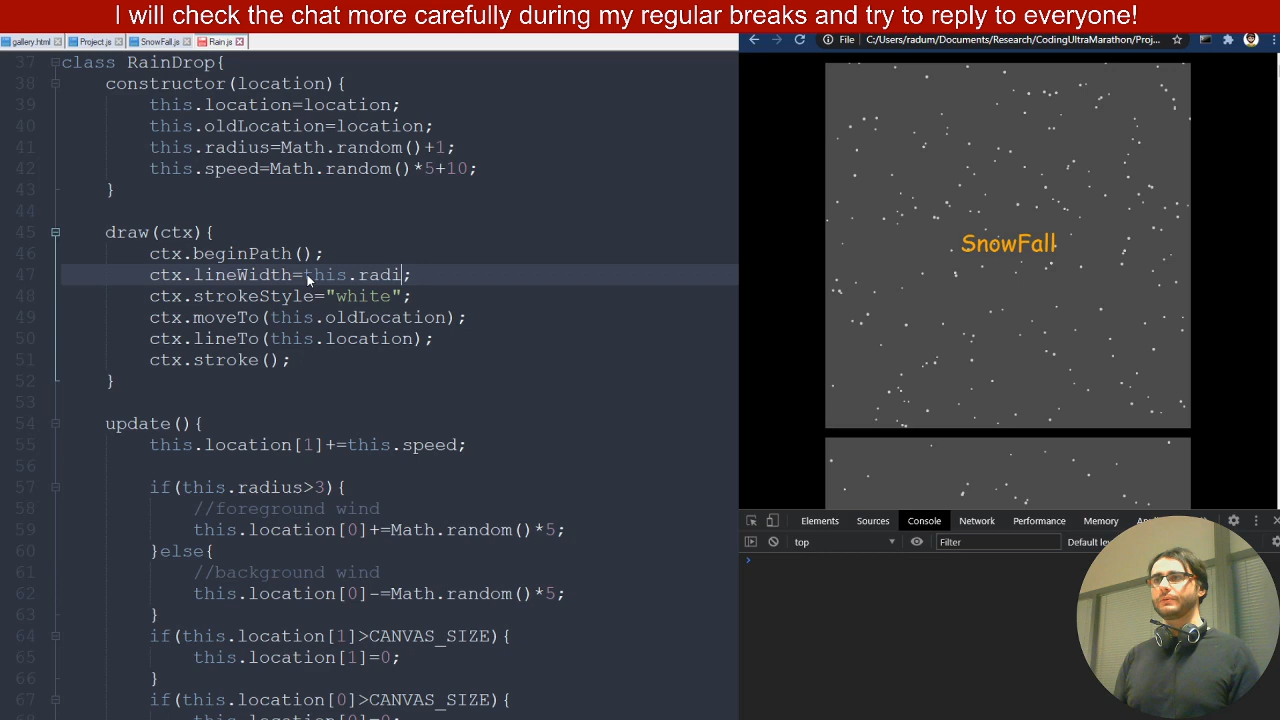 I will check the chat more carefully during my regular breaks and try to reply to everyone!
gallery.html Project.js SnowFall.js Rain.js
File C:/Users/radum/Documents/Research/CodingUltraMarathon/Proj...
37 class RainDrop{
38 constructor(location){
39 this.location=location;
40 this.oldLocation=location;
41 this.radius=Math.random()+1;
42 this.speed=Math.random()*5+10;
43 }
44
45 draw(ctx){
46 ctx.beginPath();
47 ctx.lineWidth=this.radi;
48 ctx.strokeStyle="white";
49 ctx.moveTo(this.oldLocation);
50 ctx.lineTo(this.location);
51 ctx.stroke();
52 }
53
54 update(){
55 this.location[1]+=this.speed;
56
57 if(this.radius>3){
58 //foreground wind
59 this.location[0]+=Math.random()*5;
60 }else{
61 //background wind
62 this.location[0]-=Math.random()*5;
63 }
64 if(this.location[1]>CANVAS_SIZE){
65 this.location[1]=0;
66 }
67 if(this.location[0]>CANVAS_SIZE){
SnowFall
Elements Sources Console Network Performance Memory
top Filter Default